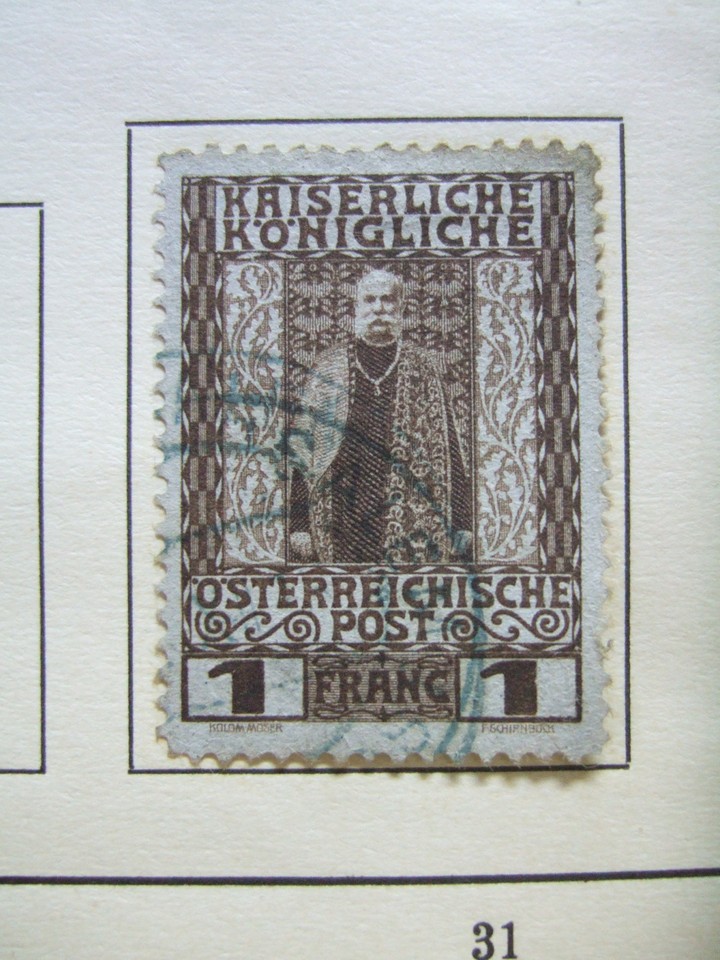 KAISERLICHE
KÖNIGLICHE
ÖSTERREICHISCHE
POST
1 FRANC 1
KOLOM. MOSER F. SCHIRNBÖCK
31